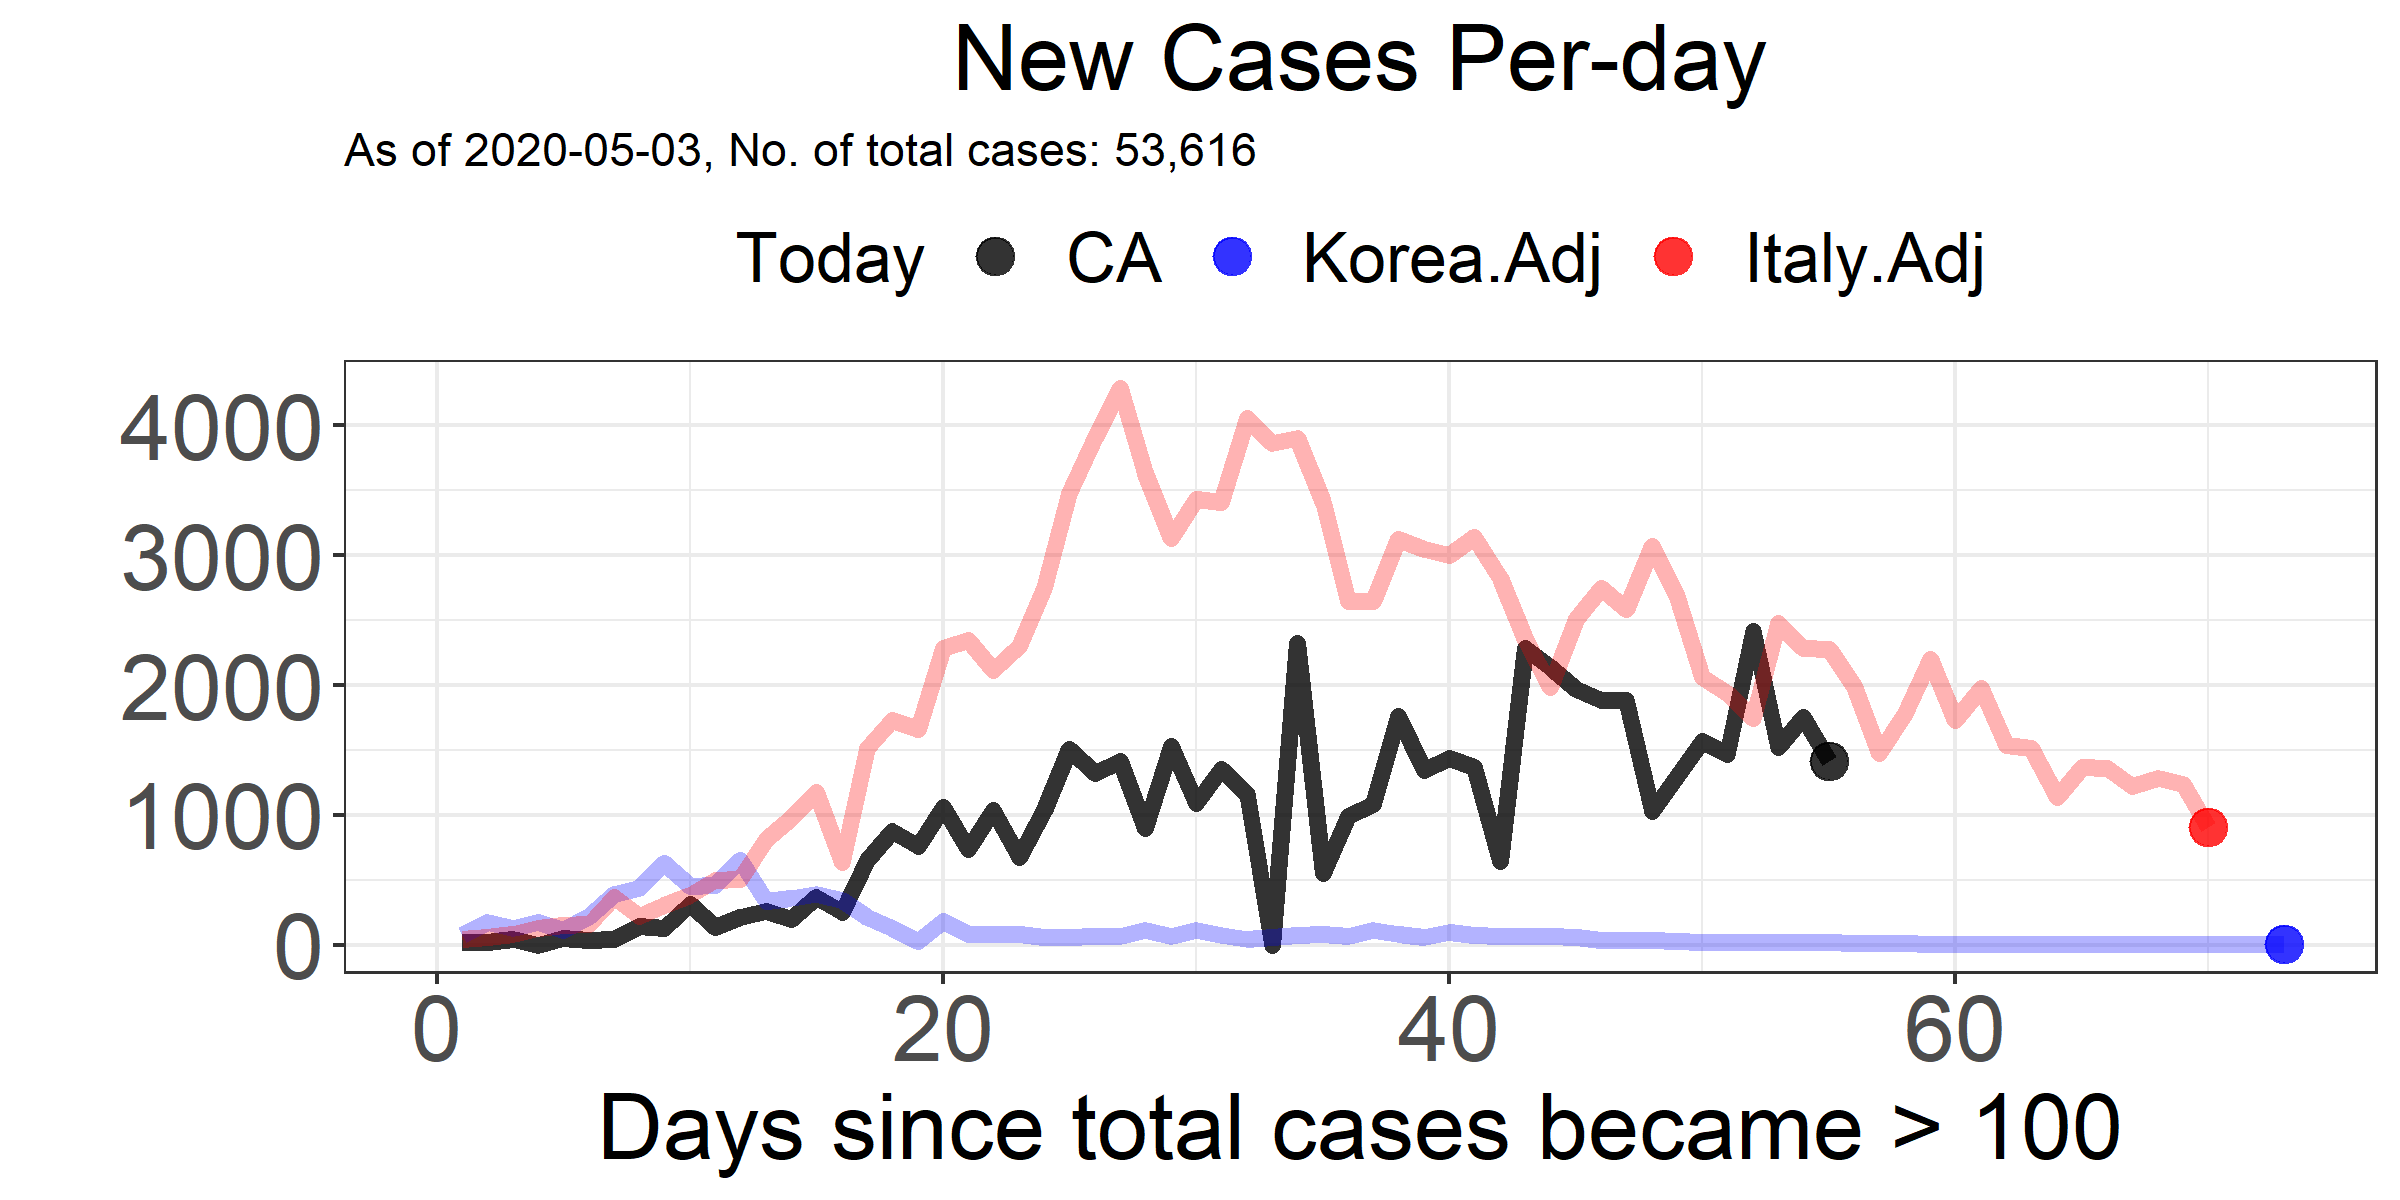 New Cases Per-day
As of 2020-05-03, No. of total cases: 53,616
Today CA Korea.Adj Italy.Adj
4000
3000
2000
1000
0
0 20 40 60
Days since total cases became > 100